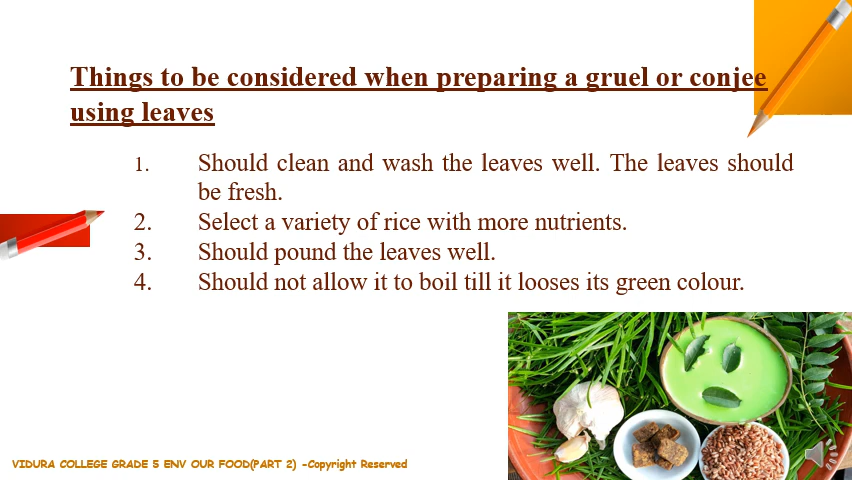 Things to be considered when preparing a gruel or conjee
using leaves
1. Should clean and wash the leaves well. The leaves should
be fresh.
2. Select a variety of rice with more nutrients.
3. Should pound the leaves well.
4. Should not allow it to boil till it looses its green colour.
VIDURA COLLEGE GRADE 5 ENV OUR FOOD(PART 2) -Copyright Reserved